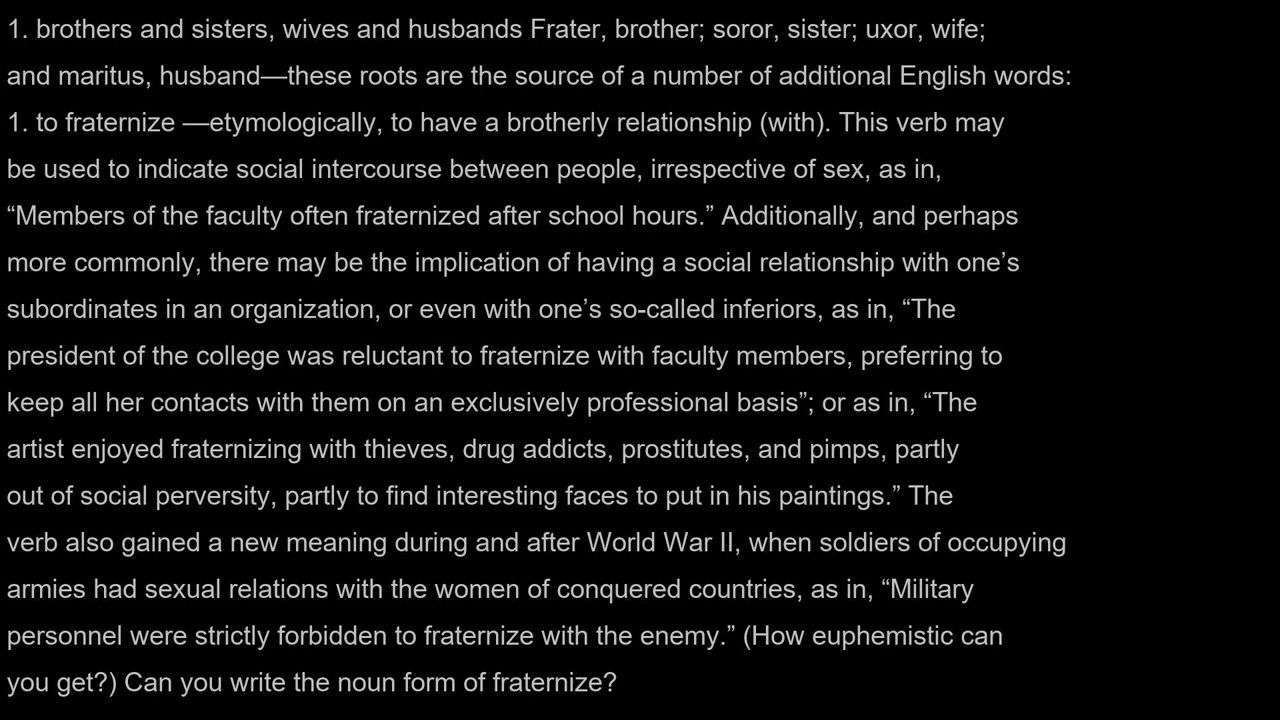 1. brothers and sisters, wives and husbands Frater, brother; soror, sister; uxor, wife;
and maritus, husband—these roots are the source of a number of additional English words:
1. to fraternize —etymologically, to have a brotherly relationship (with). This verb may
be used to indicate social intercourse between people, irrespective of sex, as in,
“Members of the faculty often fraternized after school hours.” Additionally, and perhaps
more commonly, there may be the implication of having a social relationship with one’s
subordinates in an organization, or even with one’s so-called inferiors, as in, “The
president of the college was reluctant to fraternize with faculty members, preferring to
keep all her contacts with them on an exclusively professional basis”; or as in, “The
artist enjoyed fraternizing with thieves, drug addicts, prostitutes, and pimps, partly
out of social perversity, partly to find interesting faces to put in his paintings.” The
verb also gained a new meaning during and after World War II, when soldiers of occupying
armies had sexual relations with the women of conquered countries, as in, “Military
personnel were strictly forbidden to fraternize with the enemy.” (How euphemistic can
you get?) Can you write the noun form of fraternize?